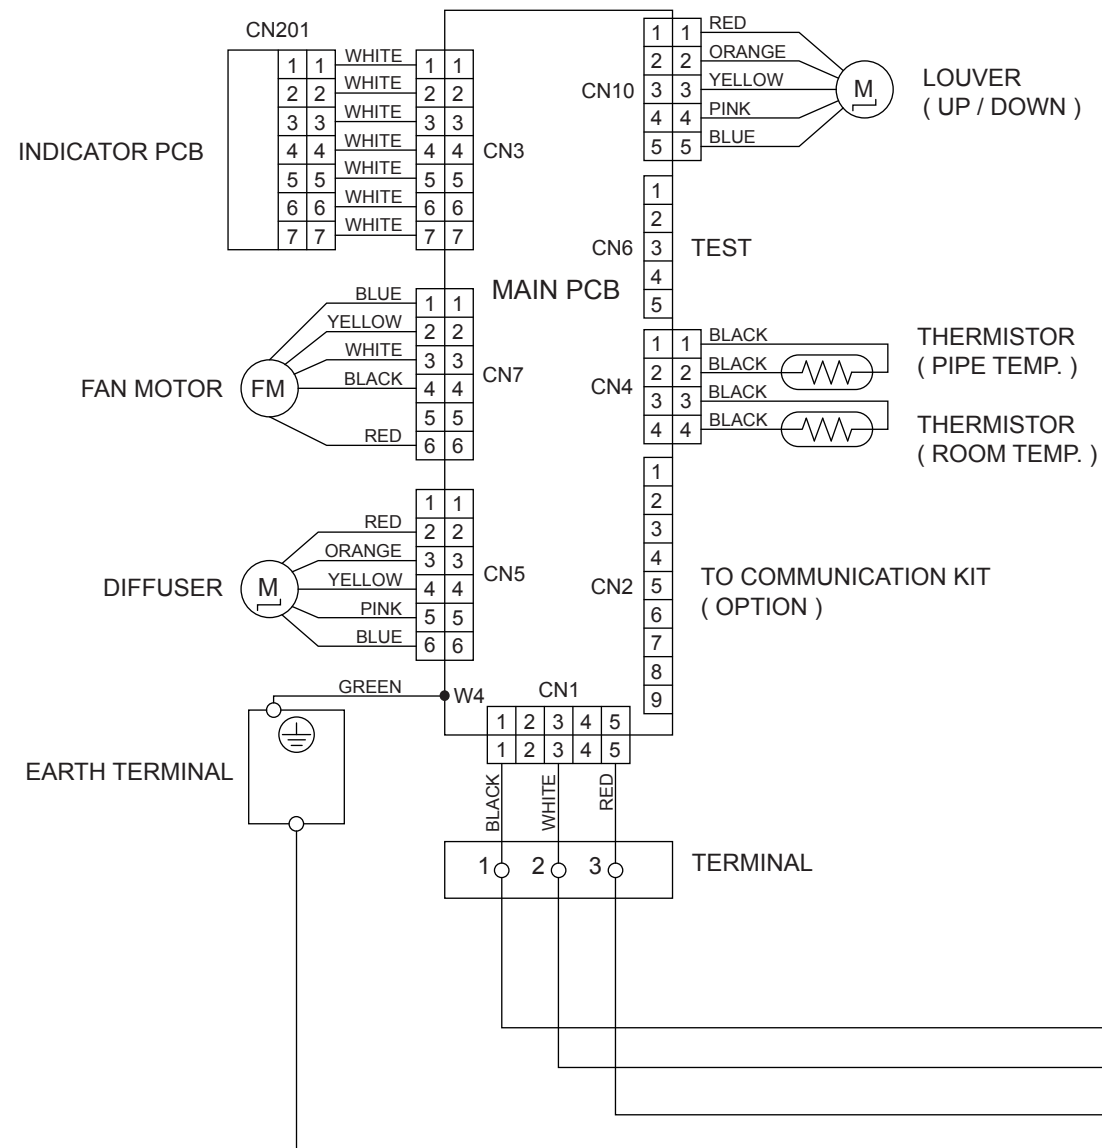 CN201
INDICATOR PCB
1 1 WHITE 1 1
2 2 WHITE 2 2
3 3 WHITE 3 3
4 4 WHITE 4 4
5 5 WHITE 5 5
6 6 WHITE 6 6
7 7 WHITE 7 7
CN3
MAIN PCB
CN10
1 1 RED
2 2 ORANGE
3 3 YELLOW
4 4 PINK
5 5 BLUE
M
LOUVER
( UP / DOWN )
CN6
1
2
3
4
5
TEST
FAN MOTOR
FM
BLUE 1 1
YELLOW 2 2
WHITE 3 3
BLACK 4 4
5 5
RED 6 6
CN7
CN4
1 1 BLACK
2 2 BLACK
3 3 BLACK
4 4 BLACK
THERMISTOR
( PIPE TEMP. )
THERMISTOR
( ROOM TEMP. )
DIFFUSER
M
1 1
RED 2 2
ORANGE 3 3
YELLOW 4 4
PINK 5 5
BLUE 6 6
CN5
CN2
1
2
3
4
5
6
7
8
9
TO COMMUNICATION KIT
( OPTION )
GREEN
W4
EARTH TERMINAL
CN1
1 2 3 4 5
1 2 3 4 5
BLACK
WHITE
RED
1 2 3
TERMINAL